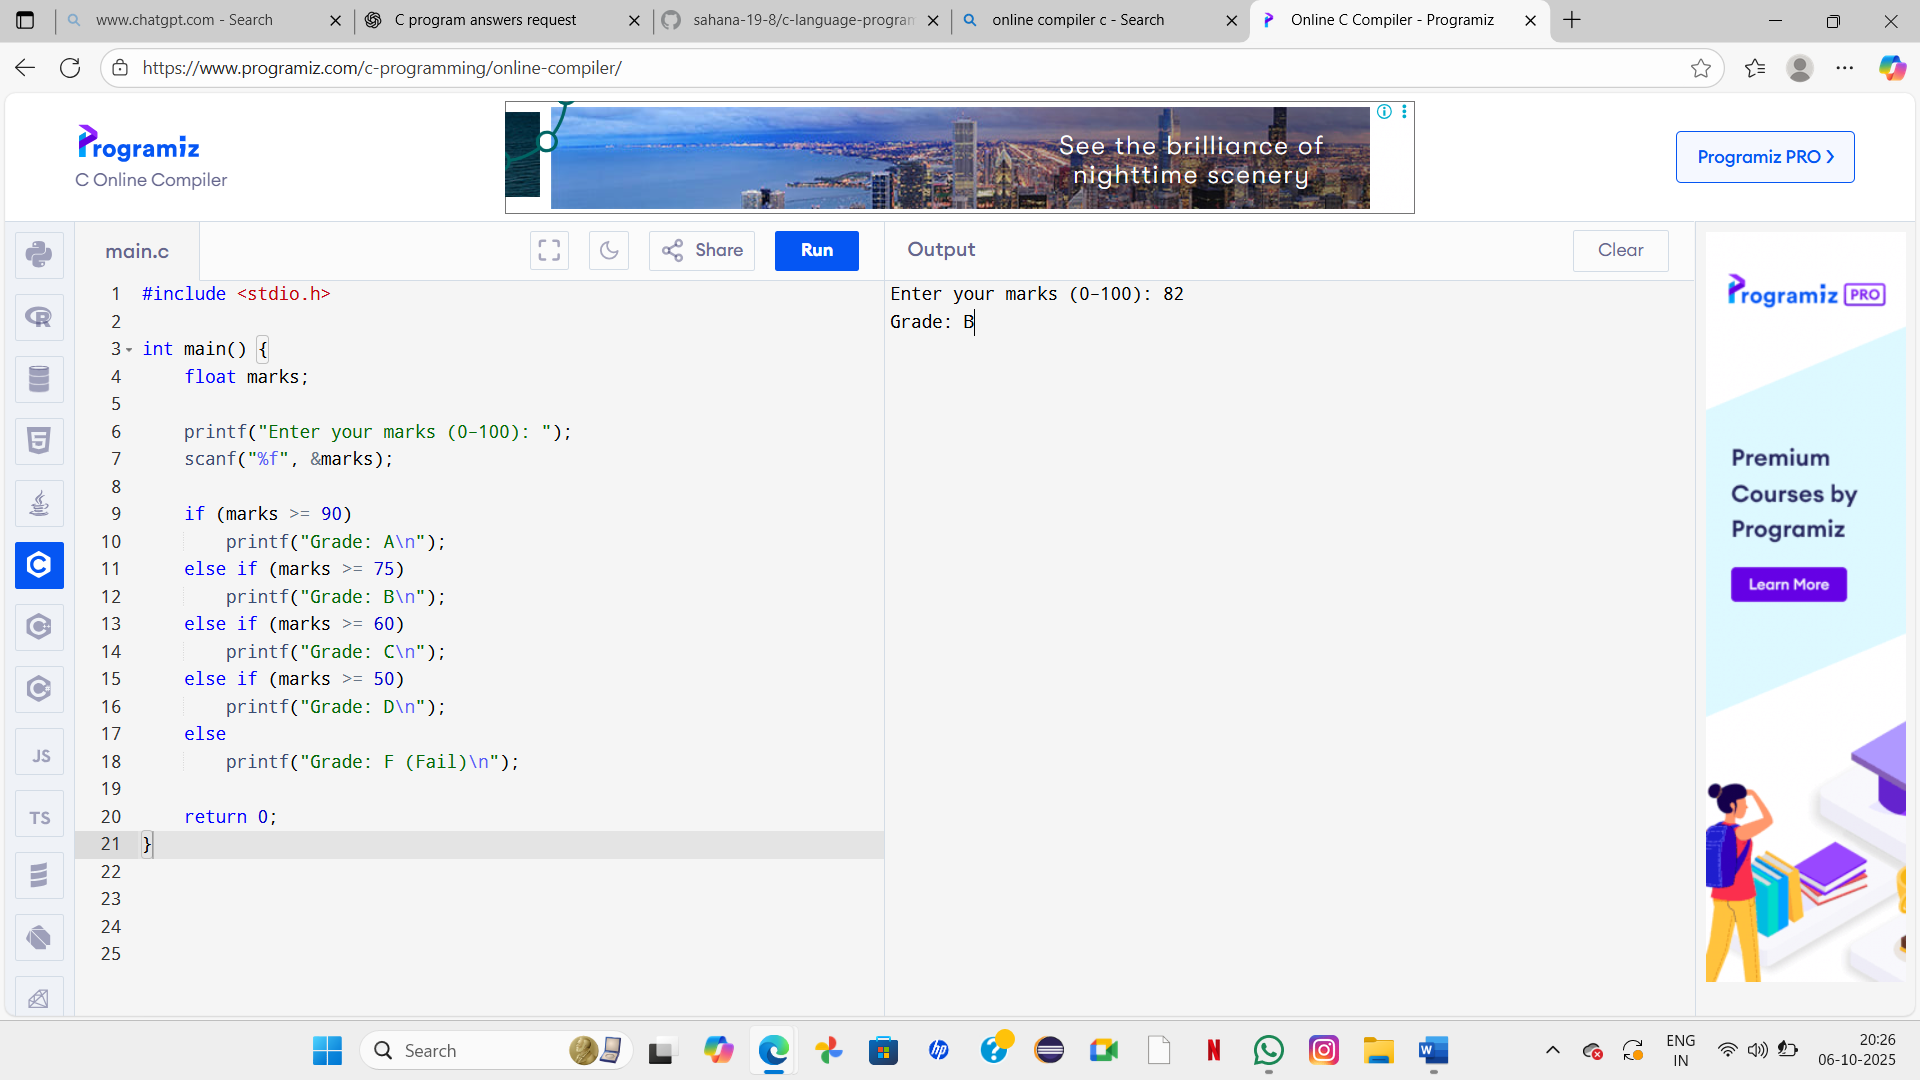 www.chatgpt.com - Search
C program answers request
sahana-19-8/c-language-program
online compiler c - Search
Online C Compiler - Programiz
https://www.programiz.com/c-programming/online-compiler/
Programiz
C Online Compiler
See the brilliance of
nighttime scenery
Programiz PRO
main.c
Share
Run
Output
Clear
1 #include <stdio.h>
2
3 int main() {
4 float marks;
5
6 printf("Enter your marks (0-100): ");
7 scanf("%f", &marks);
8
9 if (marks >= 90)
10 printf("Grade: A\n");
11 else if (marks >= 75)
12 printf("Grade: B\n");
13 else if (marks >= 60)
14 printf("Grade: C\n");
15 else if (marks >= 50)
16 printf("Grade: D\n");
17 else
18 printf("Grade: F (Fail)\n");
19
20 return 0;
21 }
22
23
24
25
Enter your marks (0-100): 82
Grade: B
Programiz PRO
Premium
Courses by
Programiz
Learn More
JS
TS
Search
ENG
IN
20:26
06-10-2025